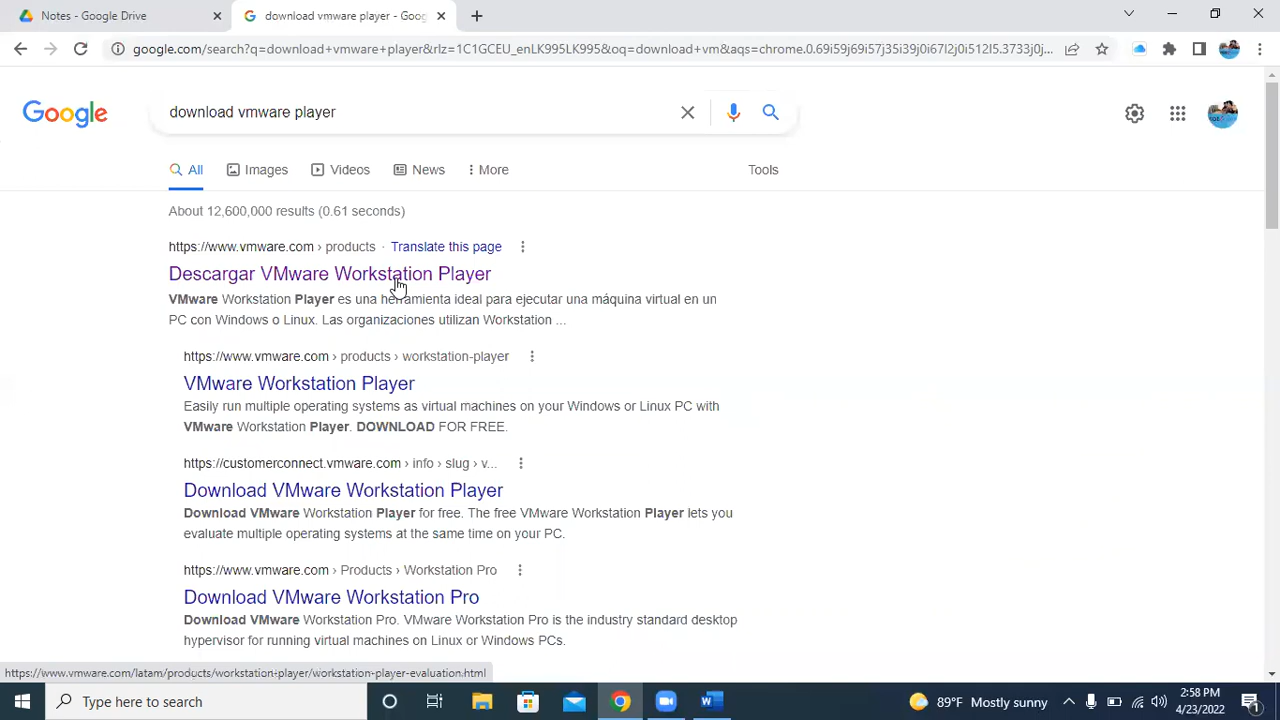 Notes - Google Drive
download vmware player - Goo
google.com/search?q=download+vmware+player&rlz=1C1GCEU_enLK995LK995&oq=download+vm&aqs=chrome.0.69i59j69i57j35i39j0i67l2j0i512l5.3733j0j...
Google
download vmware player
All
Images
Videos
News
More
Tools
About 12,600,000 results (0.61 seconds)
https://www.vmware.com › products · Translate this page
Descargar VMware Workstation Player
VMware Workstation Player es una herramienta ideal para ejecutar una máquina virtual en un
PC con Windows o Linux. Las organizaciones utilizan Workstation ...
https://www.vmware.com › products › workstation-player
VMware Workstation Player
Easily run multiple operating systems as virtual machines on your Windows or Linux PC with
VMware Workstation Player. DOWNLOAD FOR FREE.
https://customerconnect.vmware.com › info › slug › v...
Download VMware Workstation Player
Download VMware Workstation Player for free. The free VMware Workstation Player lets you
evaluate multiple operating systems at the same time on your PC.
https://www.vmware.com › Products › Workstation Pro
Download VMware Workstation Pro
Download VMware Workstation Pro. VMware Workstation Pro is the industry standard desktop
hypervisor for running virtual machines on Linux or Windows PCs.
https://www.vmware.com/latam/products/workstation-player/workstation-player-evaluation.html
Type here to search
89°F Mostly sunny
2:58 PM
4/23/2022
1